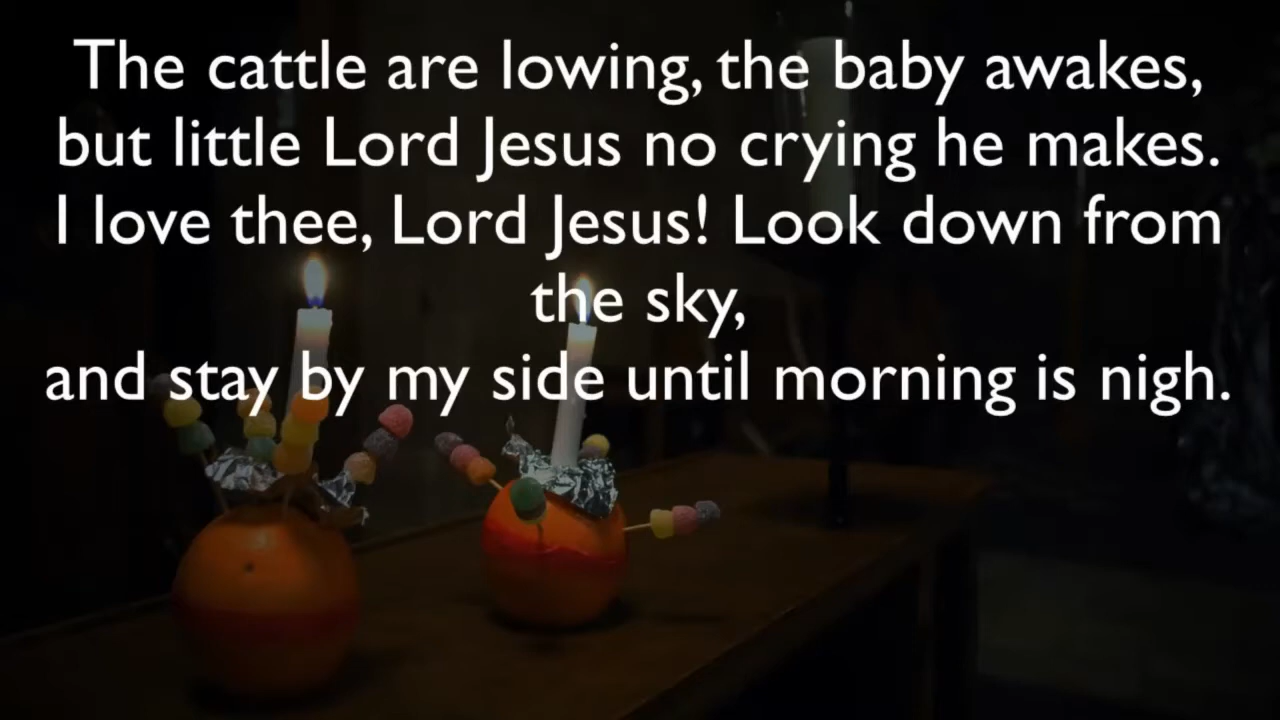 The cattle are lowing, the baby awakes,
but little Lord Jesus no crying he makes.
I love thee, Lord Jesus! Look down from
the sky,
and stay by my side until morning is nigh.